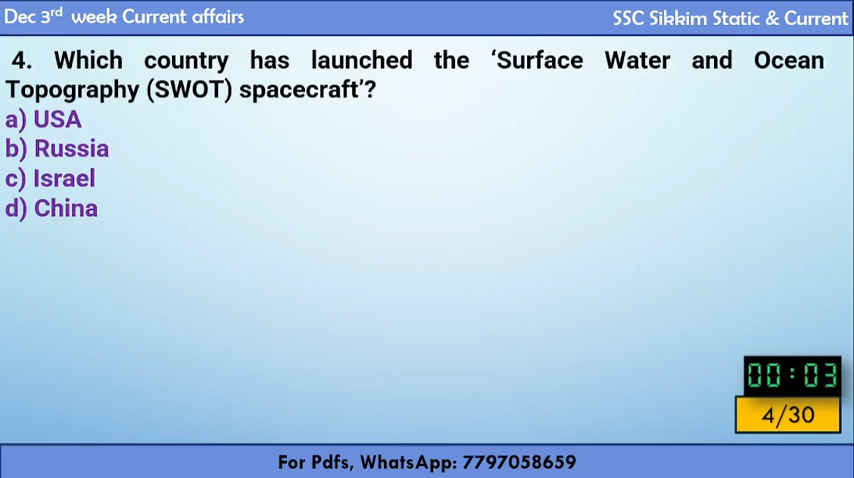 Dec 3rd week Current affairs
SSC Sikkim Static & Current
4. Which country has launched the ‘Surface Water and Ocean
Topography (SWOT) spacecraft’?
a) USA
b) Russia
c) Israel
d) China
00:03
4/30
For Pdfs, WhatsApp: 7797058659